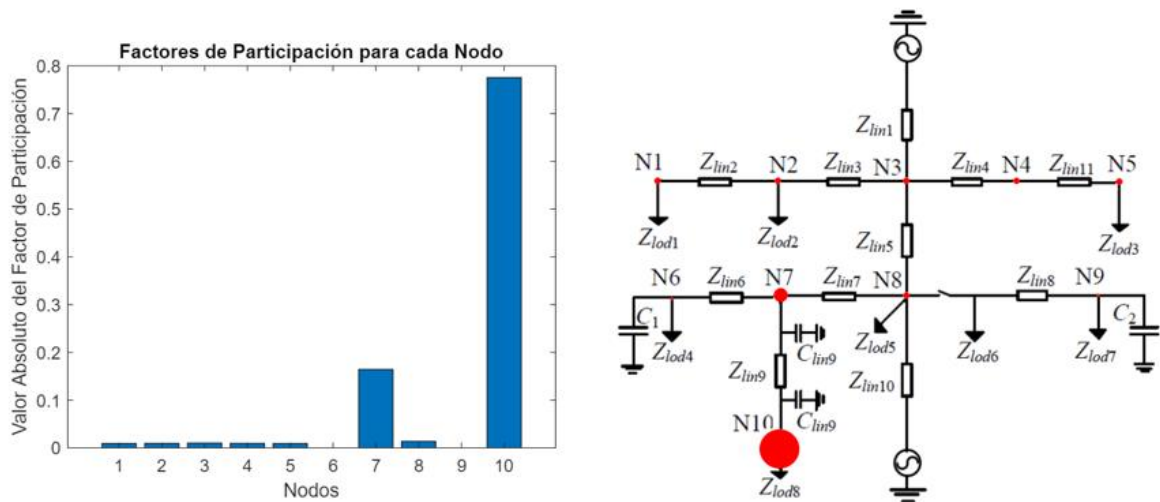 Factores de Participación para cada Nodo
Valor Absoluto del Factor de Participación
0.8
0.7
0.6
0.5
0.4
0.3
0.2
0.1
0
1 2 3 4 5 6 7 8 9 10
Nodos
Zlin1
N1 Zlin2 N2 Zlin3 N3 Zlin4 N4 Zlin11 N5
Zlod1 Zlod2 Zlin5 Zlod3
N6 Zlin6 N7 Zlin7 N8 Zlin8 N9
C1 C2
Zlod4 Clin9 Zlod5 Zlod6 Zlod7
Zlin9 Zlin10
Clin9
N10
Zlod8